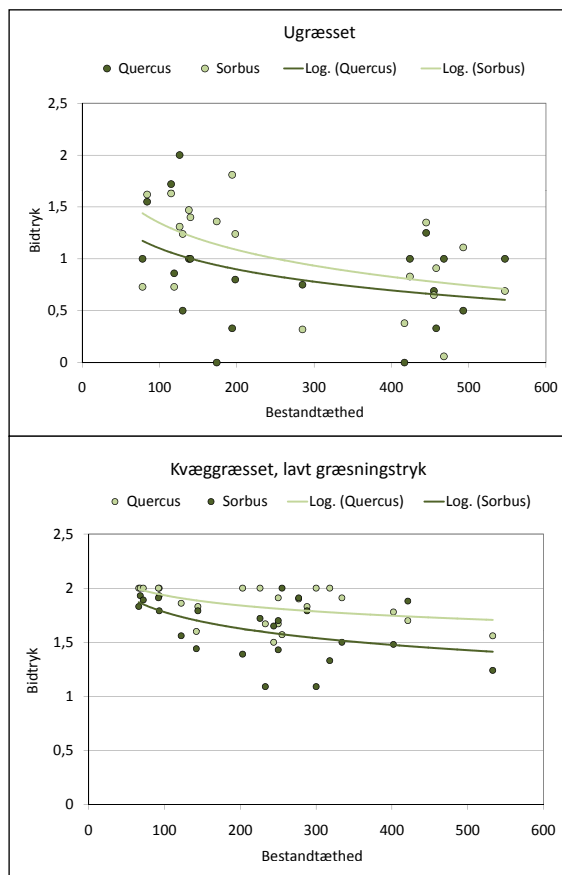 Ugræsset
Quercus Sorbus Log. (Quercus) Log. (Sorbus)
2,5
2
1,5
1
0,5
0
Bidtryk
0 100 200 300 400 500 600
Bestandtæthed
Kvæggræsset, lavt græsningstryk
Quercus Sorbus Log. (Quercus) Log. (Sorbus)
2,5
2
1,5
1
0,5
0
Bidtryk
0 100 200 300 400 500 600
Bestandtæthed